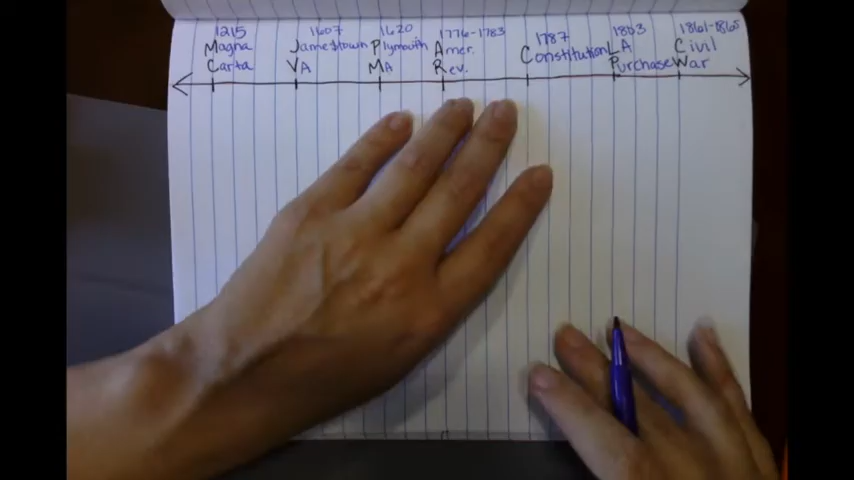 1215 1607 1620 1776-1783 1787 1803 1861-1865
Magna Jamestown Plymouth Amer. Constitution LA Civil
Carta VA MA Rev. Purchase War